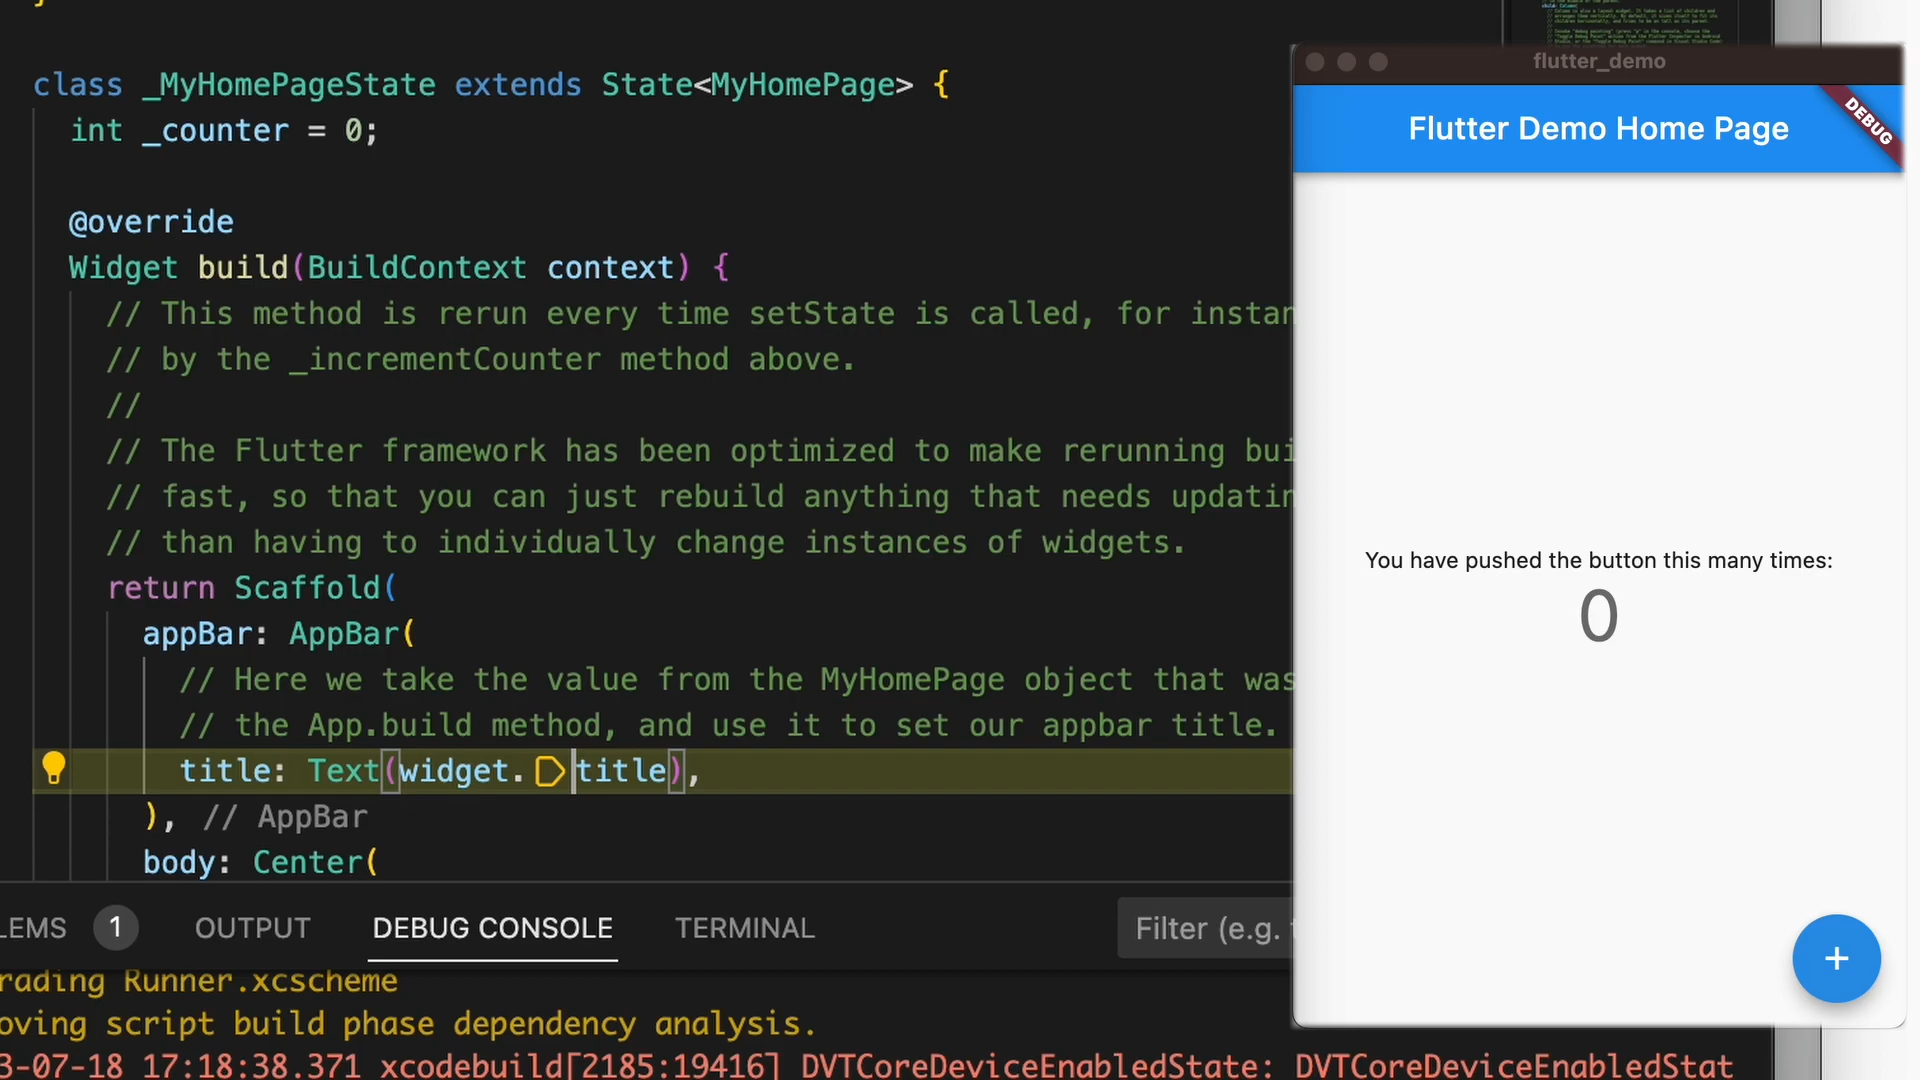 }
class _MyHomePageState extends State<MyHomePage> {
int _counter = 0;
@override
Widget build(BuildContext context) {
// This method is rerun every time setState is called, for instan
// by the _incrementCounter method above.
//
// The Flutter framework has been optimized to make rerunning bui
// fast, so that you can just rebuild anything that needs updatin
// than having to individually change instances of widgets.
return Scaffold(
appBar: AppBar(
// Here we take the value from the MyHomePage object that was
// the App.build method, and use it to set our appbar title.
title: Text(widget.title),
), // AppBar
body: Center(
LEMS 1 OUTPUT DEBUG CONSOLE TERMINAL Filter (e.g.
rading Runner.xcscheme
oving script build phase dependency analysis.
3-07-18 17:18:38.371 xcodebuild[2185:19416] DVTCoreDeviceEnabledState: DVTCoreDeviceEnabledStat
flutter_demo
Flutter Demo Home Page
DEBUG
You have pushed the button this many times:
0
+